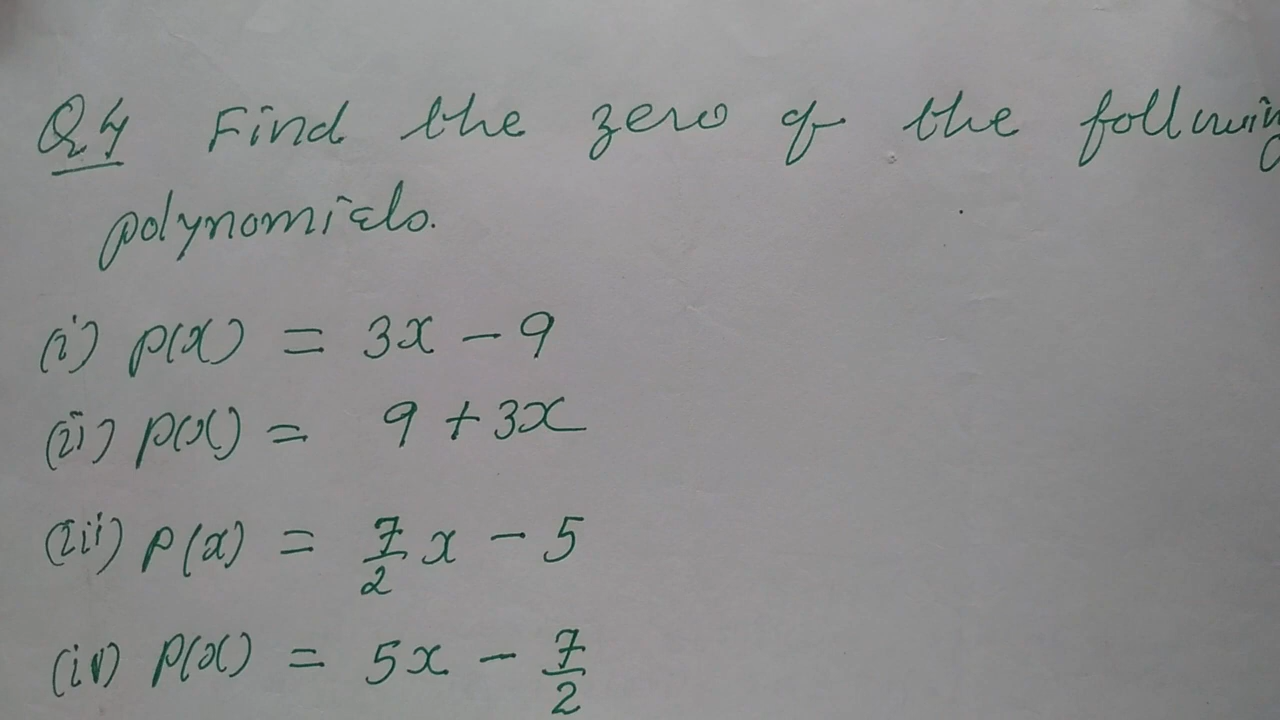 Q4 Find the zero of the following
polynomials.
(i) p(x) = 3x - 9
(ii) p(x) = 9 + 3x
(iii) p(x) = 7/2 x - 5
(iv) p(x) = 5x - 7/2